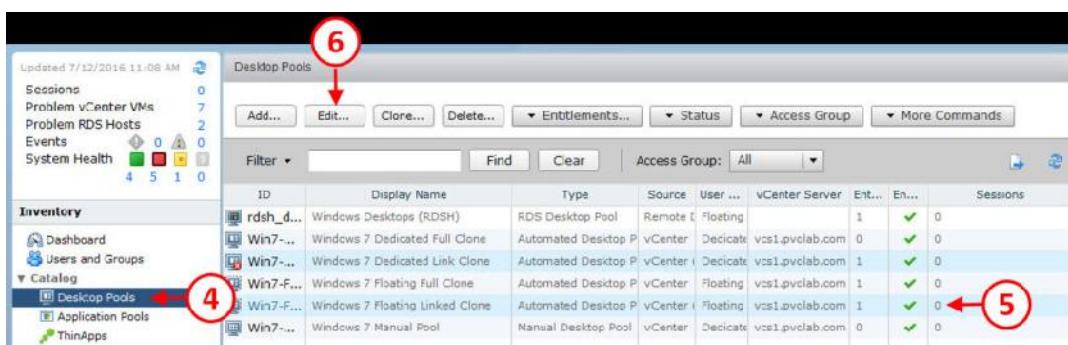 6
Updated 7/12/2016 11:08 AM
Sessions 0
Problem vCenter VMs 7
Problem RDS Hosts 2
Events 0 0
System Health
4 5 1 0
Inventory
Dashboard
Users and Groups
Catalog
Desktop Pools
4
Application Pools
ThinApps
Desktop Pools
Add... Edit... Clone... Delete... Entitlements... Status Access Group More Commands
Filter Find Clear Access Group: All
ID Display Name Type Source User ... vCenter Server Ent... En... Sessions
rdsh_d... Windows Desktops (RDSH) RDS Desktop Pool Remote D Floating 1 0
Win7-... Windows 7 Dedicated Full Clone Automated Desktop P vCenter Dedicate vcs1.pvclab.com 0 0
Win7-... Windows 7 Dedicated Link Clone Automated Desktop P vCenter ( Dedicate vcs1.pvclab.com 1 0
Win7-F... Windows 7 Floating Full Clone Automated Desktop P vCenter Floating vcs1.pvclab.com 1 0
Win7-F... Windows 7 Floating Linked Clone Automated Desktop P vCenter ( Floating vcs1.pvclab.com 1 0
5
Win7-... Windows 7 Manual Pool Manual Desktop Pool vCenter Dedicate vcs1.pvclab.com 0 0